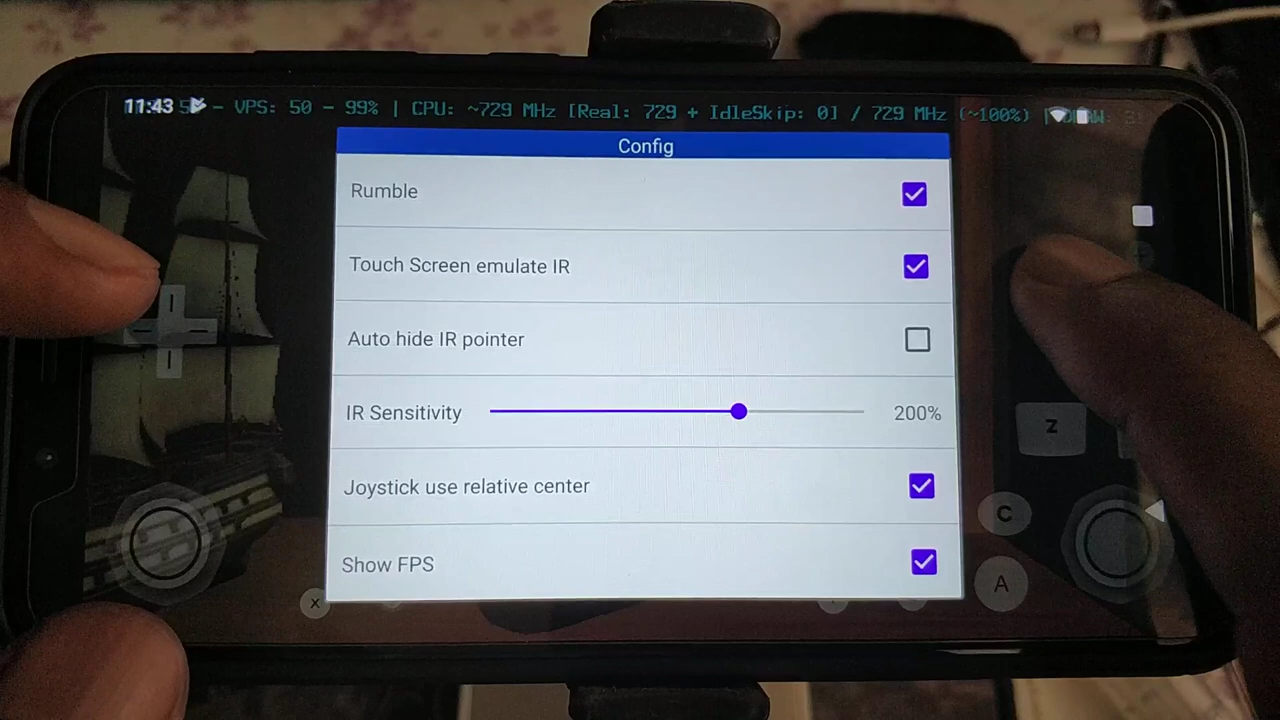 11:43 - VPS: 50 - 99% | CPU: ~729 MHz [Real: 729 + IdleSkip: 0] / 729 MHz (~100%) |
Config
Rumble
Touch Screen emulate IR
Auto hide IR pointer
IR Sensitivity 200%
Joystick use relative center
Show FPS
Z
C
A
X